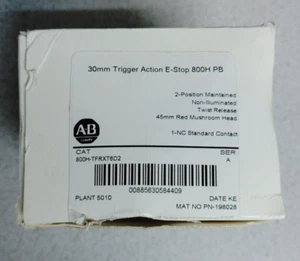 30mm Trigger Action E-Stop 800H PB
2-Position Maintained
Non-Illuminated
Twist Release
45mm Red Mushroom Head
1-NC Standard Contact
AB
CAT
SER
800H-TFRXT6D2
A
00885630584409
PLANT 5010
DATE KE
MAT NO PN-198028